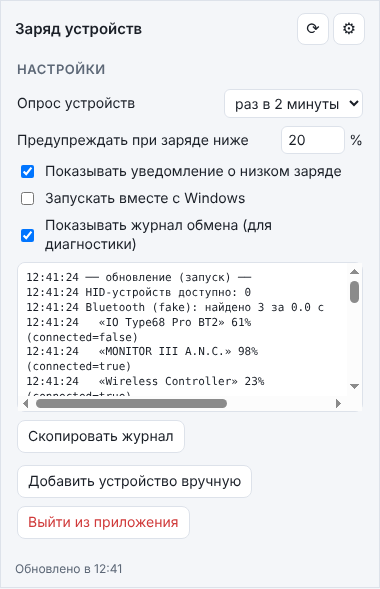 Заряд устройств
НАСТРОЙКИ
Опрос устройств
раз в 2 минуты
Предупреждать при заряде ниже
20
%
Показывать уведомление о низком заряде
Запускать вместе с Windows
Показывать журнал обмена (для
диагностики)
12:41:24 ── обновление (запуск) ──
12:41:24 HID-устройств доступно: 0
12:41:24 Bluetooth (fake): найдено 3 за 0.0 с
12:41:24   «IO Type68 Pro BT2» 61%
(connected=false)
12:41:24   «MONITOR III A.N.C.» 98%
(connected=true)
12:41:24   «Wireless Controller» 23%
(connected=true)
Скопировать журнал
Добавить устройство вручную
Выйти из приложения
Обновлено в 12:41